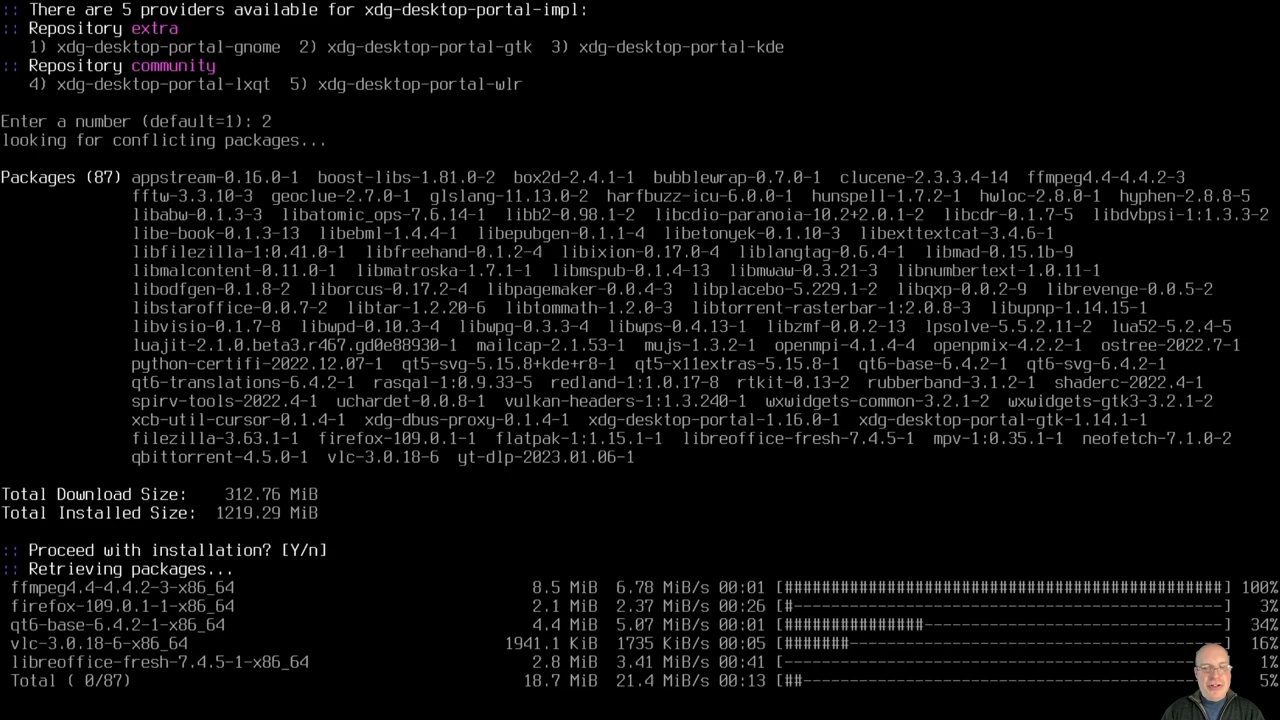 :: There are 5 providers available for xdg-desktop-portal-impl:
:: Repository extra
1) xdg-desktop-portal-gnome 2) xdg-desktop-portal-gtk 3) xdg-desktop-portal-kde
:: Repository community
4) xdg-desktop-portal-lxqt 5) xdg-desktop-portal-wlr
Enter a number (default=1): 2
looking for conflicting packages...
Packages (87) appstream-0.16.0-1 boost-libs-1.81.0-2 box2d-2.4.1-1 bubblewrap-0.7.0-1 clucene-2.3.3.4-14 ffmpeg4.4-4.4.2-3
fftw-3.3.10-3 geoclue-2.7.0-1 glslang-11.13.0-2 harfbuzz-icu-6.0.0-1 hunspell-1.7.2-1 hwloc-2.8.0-1 hyphen-2.8.8-5
libabw-0.1.3-3 libatomic_ops-7.6.14-1 libb2-0.98.1-2 libcdio-paranoia-10.2+2.0.1-2 libcdr-0.1.7-5 libdvbpsi-1:1.3.3-2
libe-book-0.1.3-13 libebml-1.4.4-1 libepubgen-0.1.1-4 libetonyek-0.1.10-3 libexttextcat-3.4.6-1
libfilezilla-1:0.41.0-1 libfreehand-0.1.2-4 libixion-0.17.0-4 liblangtag-0.6.4-1 libmad-0.15.1b-9
libmalcontent-0.11.0-1 libmatroska-1.7.1-1 libmspub-0.1.4-13 libmwaw-0.3.21-3 libnumbertext-1.0.11-1
libodfgen-0.1.8-2 liborcus-0.17.2-4 libpagemaker-0.0.4-3 libplacebo-5.229.1-2 libqxp-0.0.2-9 librevenge-0.0.5-2
libstaroffice-0.0.7-2 libtar-1.2.20-6 libtommath-1.2.0-3 libtorrent-rasterbar-1:2.0.8-3 libupnp-1.14.15-1
libvisio-0.1.7-8 libwpd-0.10.3-4 libwpg-0.3.3-4 libwps-0.4.13-1 libzmf-0.0.2-13 lpsolve-5.5.2.11-2 lua52-5.2.4-5
luajit-2.1.0.beta3.r467.gd0e88930-1 mailcap-2.1.53-1 mujs-1.3.2-1 openmpi-4.1.4-4 openpmix-4.2.2-1 ostree-2022.7-1
python-certifi-2022.12.07-1 qt5-svg-5.15.8+kde+r8-1 qt5-x11extras-5.15.8-1 qt6-base-6.4.2-1 qt6-svg-6.4.2-1
qt6-translations-6.4.2-1 rasqal-1:0.9.33-5 redland-1:1.0.17-8 rtkit-0.13-2 rubberband-3.1.2-1 shaderc-2022.4-1
spirv-tools-2022.4-1 uchardet-0.0.8-1 vulkan-headers-1:1.3.240-1 wxwidgets-common-3.2.1-2 wxwidgets-gtk3-3.2.1-2
xcb-util-cursor-0.1.4-1 xdg-dbus-proxy-0.1.4-1 xdg-desktop-portal-1.16.0-1 xdg-desktop-portal-gtk-1.14.1-1
filezilla-3.63.1-1 firefox-109.0.1-1 flatpak-1:1.15.1-1 libreoffice-fresh-7.4.5-1 mpv-1:0.35.1-1 neofetch-7.1.0-2
qbittorrent-4.5.0-1 vlc-3.0.18-6 yt-dlp-2023.01.06-1
Total Download Size: 312.76 MiB
Total Installed Size: 1219.29 MiB
:: Proceed with installation? [Y/n]
:: Retrieving packages...
ffmpeg4.4-4.4.2-3-x86_64 8.5 MiB 6.78 MiB/s 00:01 [###############################################] 100%
firefox-109.0.1-1-x86_64 2.1 MiB 2.37 MiB/s 00:26 [#----------------------------------------------] 3%
qt6-base-6.4.2-1-x86_64 4.4 MiB 5.07 MiB/s 00:01 [###############--------------------------------] 34%
vlc-3.0.18-6-x86_64 1941.1 KiB 1735 KiB/s 00:05 [#######----------------------------------------] 16%
libreoffice-fresh-7.4.5-1-x86_64 2.8 MiB 3.41 MiB/s 00:41 [-----------------------------------------------] 1%
Total ( 0/87) 18.7 MiB 21.4 MiB/s 00:13 [##---------------------------------------------] 5%